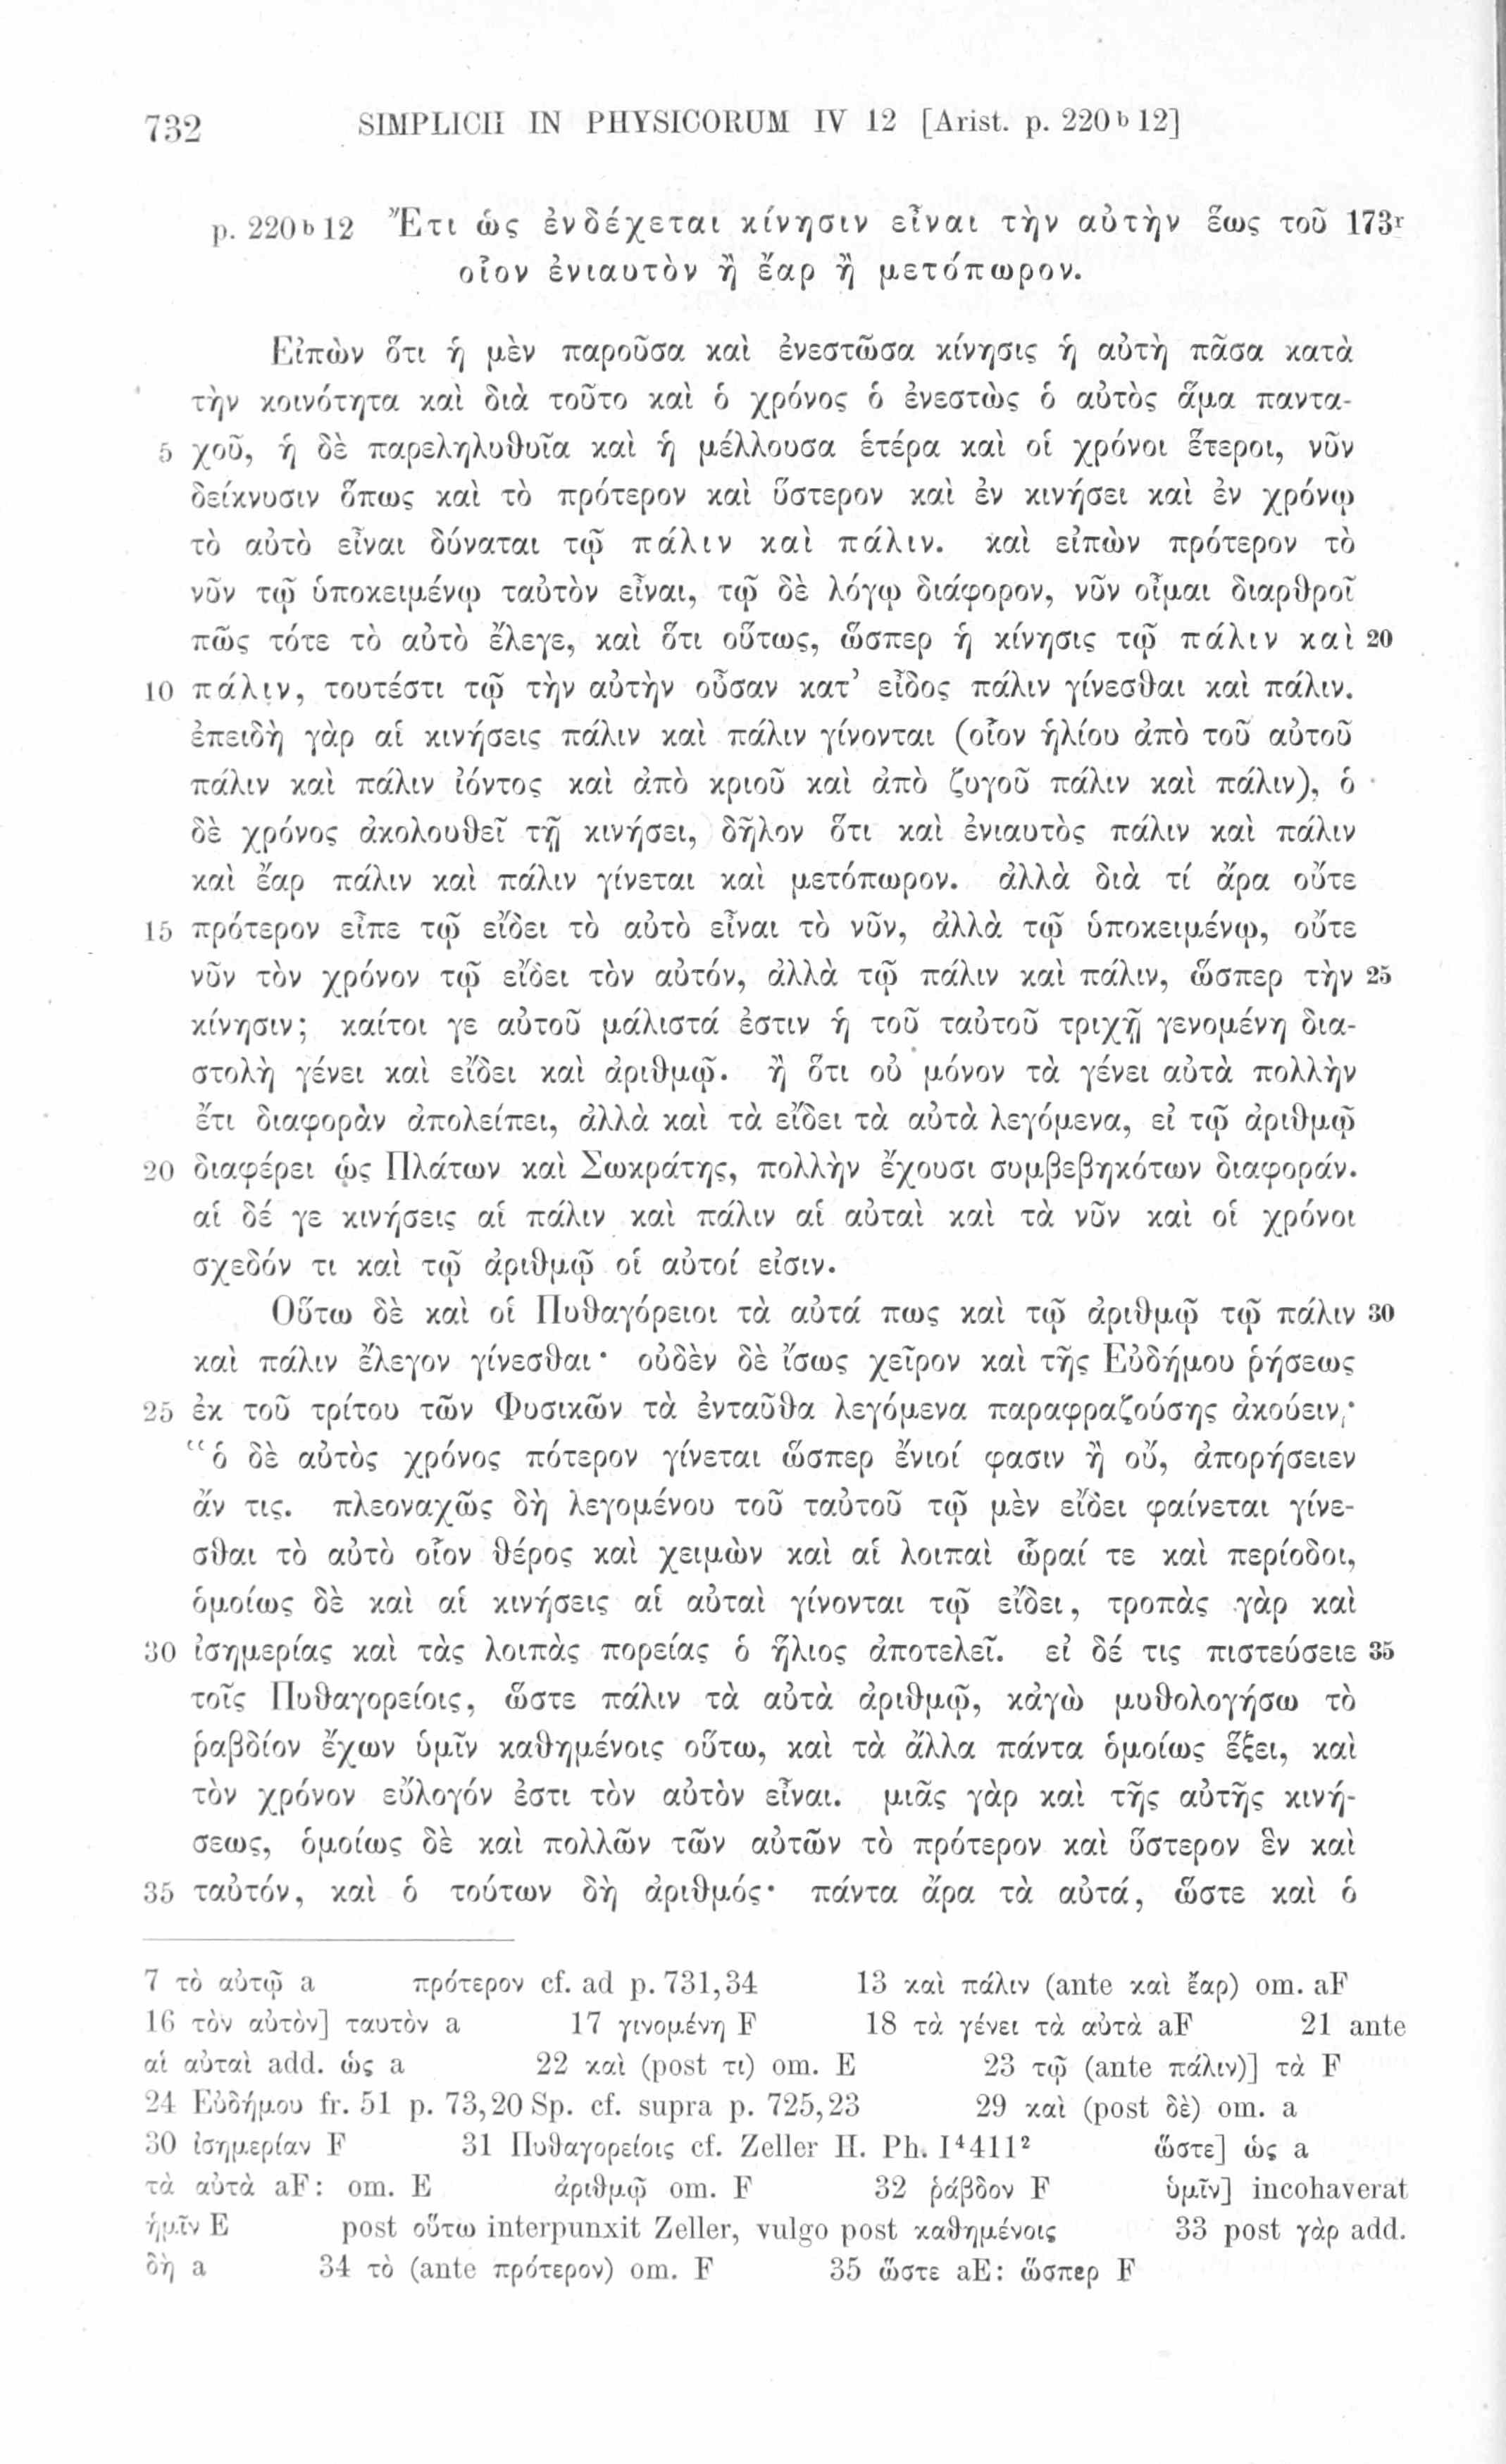 732 SIMPLICII IN PHYSICORUM IV 12 [Arist. p. 220 b 12]
p. 220 b 12 Ἔτι ὡς ἐνδέχεται κίνησιν εἶναι τὴν αὐτὴν ἕως τοῦ 173r
οἷον ἐνιαυτὸν ἢ ἔαρ ἢ μετόπωρον.
Εἰπὼν ὅτι ἡ μὲν παροῦσα καὶ ἐνεστῶσα κίνησις ἡ αὐτὴ πᾶσα κατὰ
τὴν κοινότητα καὶ διὰ τοῦτο καὶ ὁ χρόνος ὁ ἐνεστὼς ὁ αὐτὸς ἅμα παντα-
5 χοῦ, ἡ δὲ παρεληλυθυῖα καὶ ἡ μέλλουσα ἑτέρα καὶ οἱ χρόνοι ἕτεροι, νῦν
δείκνυσιν ὅπως καὶ τὸ πρότερον καὶ ὕστερον καὶ ἐν κινήσει καὶ ἐν χρόνῳ
τὸ αὐτὸ εἶναι δύναται τῷ πάλιν καὶ πάλιν. καὶ εἰπὼν πρότερον τὸ
νῦν τῷ ὑποκειμένῳ ταὐτὸν εἶναι, τῷ δὲ λόγῳ διάφορον, νῦν οἶμαι διαρθροῖ
πῶς τότε τὸ αὐτὸ ἔλεγε, καὶ ὅτι οὕτως, ὥσπερ ἡ κίνησις τῷ πάλιν καὶ 20
10 πάλιν, τουτέστι τῷ τὴν αὐτὴν οὖσαν κατ' εἶδος πάλιν γίνεσθαι καὶ πάλιν.
ἐπειδὴ γὰρ αἱ κινήσεις πάλιν καὶ πάλιν γίνονται (οἷον ἡλίου ἀπὸ τοῦ αὐτοῦ
πάλιν καὶ πάλιν ἰόντος καὶ ἀπὸ κριοῦ καὶ ἀπὸ ζυγοῦ πάλιν καὶ πάλιν), ὁ
δὲ χρόνος ἀκολουθεῖ τῇ κινήσει, δῆλον ὅτι καὶ ἐνιαυτὸς πάλιν καὶ πάλιν
καὶ ἔαρ πάλιν καὶ πάλιν γίνεται καὶ μετόπωρον. ἀλλὰ διὰ τί ἄρα οὔτε
15 πρότερον εἶπε τῷ εἴδει τὸ αὐτὸ εἶναι τὸ νῦν, ἀλλὰ τῷ ὑποκειμένῳ, οὔτε
νῦν τὸν χρόνον τῷ εἴδει τὸν αὐτόν, ἀλλὰ τῷ πάλιν καὶ πάλιν, ὥσπερ τὴν 25
κίνησιν; καίτοι γε αὐτοῦ μάλιστά ἐστιν ἡ τοῦ ταὐτοῦ τριχῇ γενομένη δια-
στολὴ γένει καὶ εἴδει καὶ ἀριθμῷ. ἢ ὅτι οὐ μόνον τὰ γένει αὐτὰ πολλὴν
ἔτι διαφορὰν ἀπολείπει, ἀλλὰ καὶ τὰ εἴδει τὰ αὐτὰ λεγόμενα, εἰ τῷ ἀριθμῷ
20 διαφέρει ὡς Πλάτων καὶ Σωκράτης, πολλὴν ἔχουσι συμβεβηκότων διαφοράν.
αἱ δέ γε κινήσεις αἱ πάλιν καὶ πάλιν αἱ αὐταὶ καὶ τὰ νῦν καὶ οἱ χρόνοι
σχεδόν τι καὶ τῷ ἀριθμῷ οἱ αὐτοί εἰσιν.
Οὕτω δὲ καὶ οἱ Πυθαγόρειοι τὰ αὐτά πως καὶ τῷ ἀριθμῷ τῷ πάλιν 30
καὶ πάλιν ἔλεγον γίνεσθαι· οὐδὲν δὲ ἴσως χεῖρον καὶ τῆς Εὐδήμου ῥήσεως
25 ἐκ τοῦ τρίτου τῶν Φυσικῶν τὰ ἐνταῦθα λεγόμενα παραφραζούσης ἀκούειν·
“ὁ δὲ αὐτὸς χρόνος πότερον γίνεται ὥσπερ ἔνιοί φασιν ἢ οὔ, ἀπορήσειεν
ἄν τις. πλεοναχῶς δὴ λεγομένου τοῦ ταὐτοῦ τῷ μὲν εἴδει φαίνεται γίνε-
σθαι τὸ αὐτὸ οἷον θέρος καὶ χειμὼν καὶ αἱ λοιπαὶ ὧραί τε καὶ περίοδοι,
ὁμοίως δὲ καὶ αἱ κινήσεις αἱ αὐταὶ γίνονται τῷ εἴδει, τροπὰς γὰρ καὶ
30 ἰσημερίας καὶ τὰς λοιπὰς πορείας ὁ ἥλιος ἀποτελεῖ. εἰ δέ τις πιστεύσειε 35
τοῖς Πυθαγορείοις, ὥστε πάλιν τὰ αὐτὰ ἀριθμῷ, κἀγὼ μυθολογήσω τὸ
ῥαβδίον ἔχων ὑμῖν καθημένοις οὕτω, καὶ τὰ ἄλλα πάντα ὁμοίως ἕξει, καὶ
τὸν χρόνον εὔλογόν ἐστι τὸν αὐτὸν εἶναι. μιᾶς γὰρ καὶ τῆς αὐτῆς κινή-
σεως, ὁμοίως δὲ καὶ πολλῶν τῶν αὐτῶν τὸ πρότερον καὶ ὕστερον ἓν καὶ
35 ταὐτόν, καὶ ὁ τούτων δὴ ἀριθμός· πάντα ἄρα τὰ αὐτά, ὥστε καὶ ὁ
7 τὸ αὐτῷ a πρότερον cf. ad p. 731,34 13 καὶ πάλιν (ante καὶ ἔαρ) om. aF
16 τὸν αὐτὸν] ταυτὸν a 17 γινομένη F 18 τὰ γένει τὰ αὐτὰ aF 21 ante
αἱ αὐταὶ add. ὡς a 22 καὶ (post τι) om. E 23 τῷ (ante πάλιν)] τὰ F
24 Εὐδήμου fr. 51 p. 73,20 Sp. cf. supra p. 725,23 29 καὶ (post δὲ) om. a
30 ἰσημερίαν F 31 Πυθαγορείοις cf. Zeller II. Ph. I⁴411² ὥστε] ὡς a
τὰ αὐτὰ aF: om. E ἀριθμῷ om. F 32 ῥάβδον F ὑμῖν] incohaverat
ἡμῖν E post οὕτω interpunxit Zeller, vulgo post καθημένοις 33 post γὰρ add.
δὴ a 34 τὸ (ante πρότερον) om. F 35 ὥστε aE: ὥσπερ F